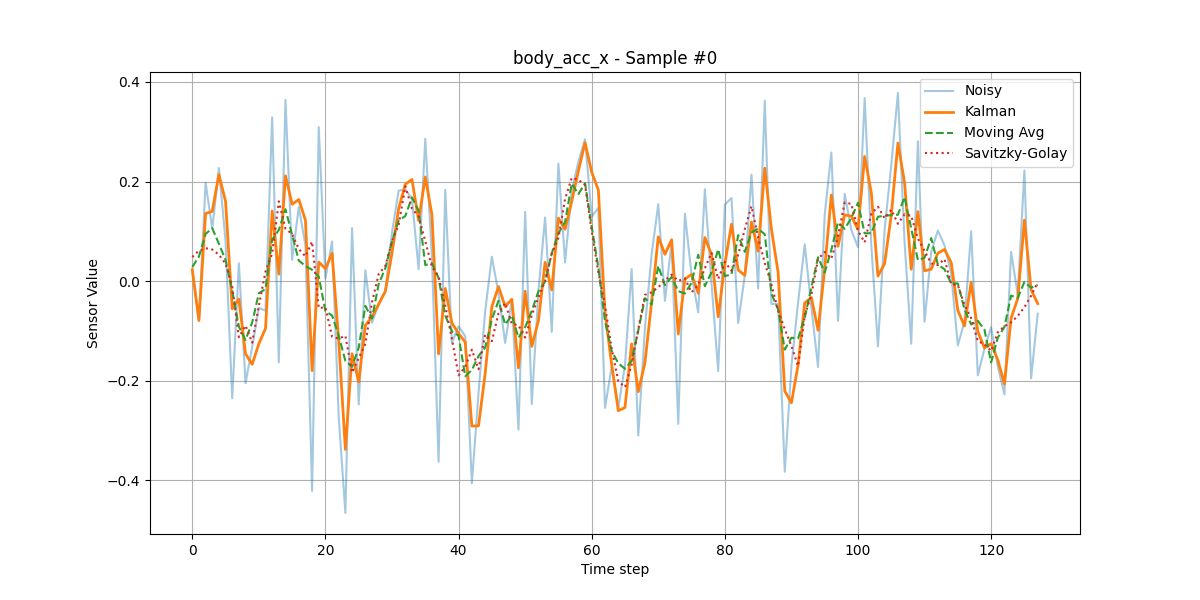 body_acc_x - Sample #0
Noisy
Kalman
Moving Avg
Savitzky-Golay
Sensor Value
0.4
0.2
0.0
−0.2
−0.4
0 20 40 60 80 100 120
Time step